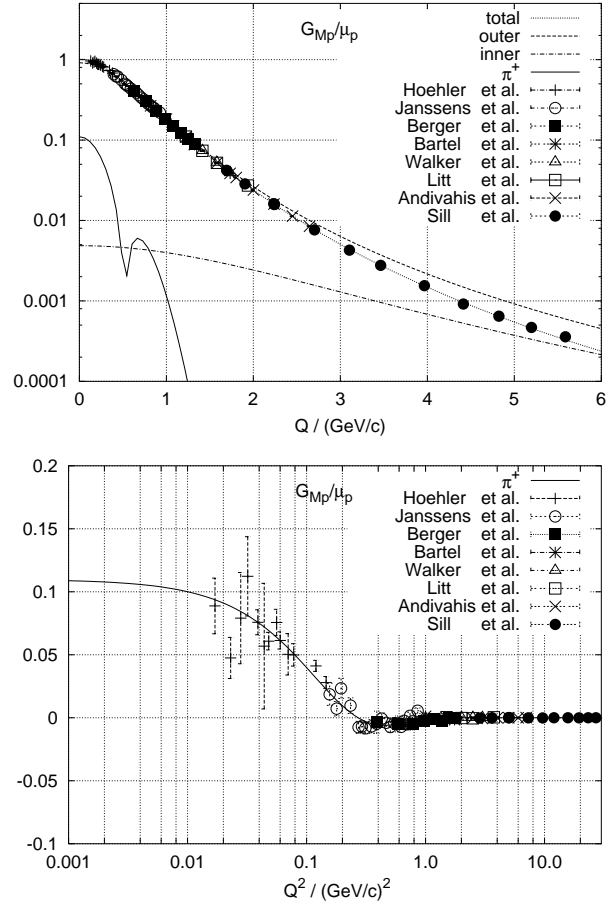 G_Mp/μ_p
total
outer
inner
π⁺
Hoehler et al.
Janssens et al.
Berger et al.
Bartel et al.
Walker et al.
Litt et al.
Andivahis et al.
Sill et al.
1
0.1
0.01
0.001
0.0001
0 1 2 3 4 5 6
Q / (GeV/c)
G_Mp/μ_p
π⁺
Hoehler et al.
Janssens et al.
Berger et al.
Bartel et al.
Walker et al.
Litt et al.
Andivahis et al.
Sill et al.
0.2
0.15
0.1
0.05
0
-0.05
-0.1
0.001 0.01 0.1 1.0 10.0
Q² / (GeV/c)²